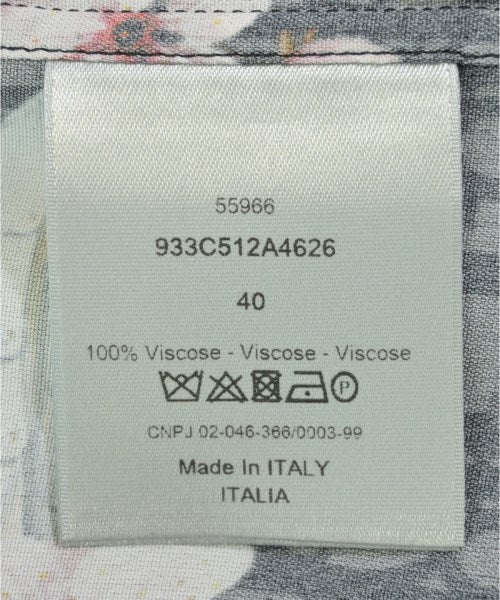 55966
933C512A4626
40
100% Viscose - Viscose - Viscose
P
CNPJ 02-046-366/0003-99
Made In ITALY
ITALIA